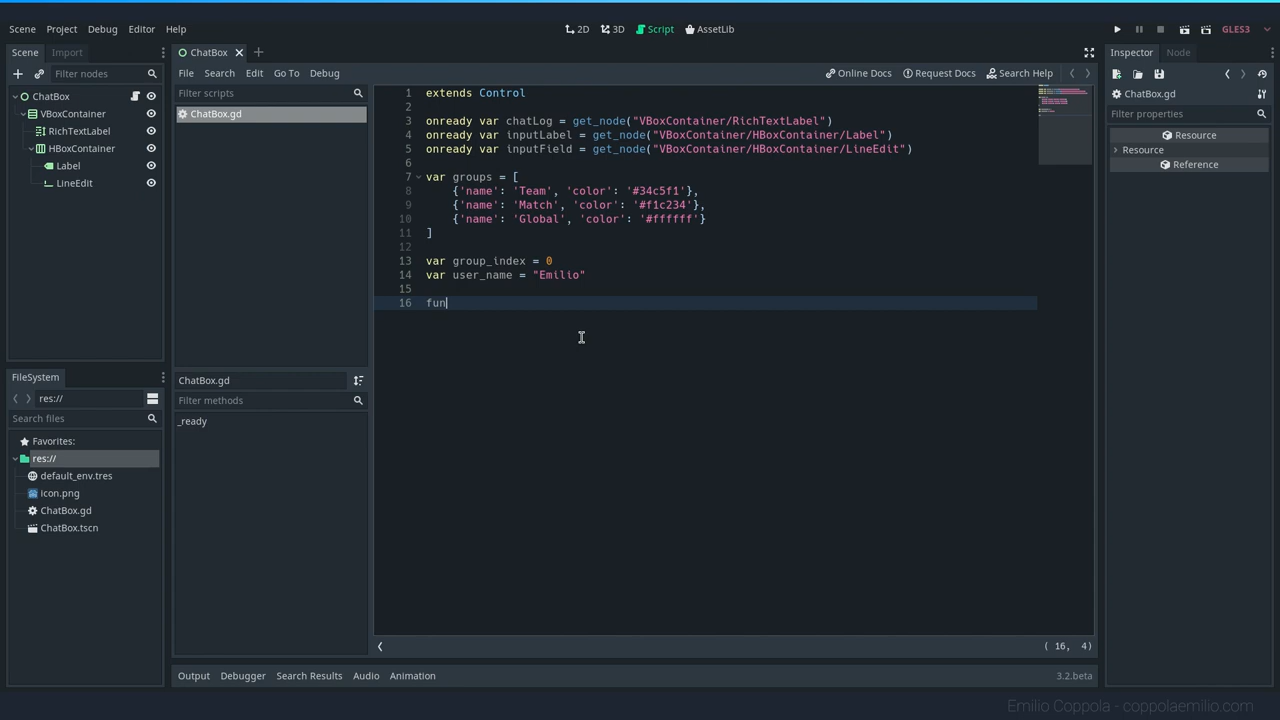 Scene Project Debug Editor Help 2D 3D Script AssetLib GLES3
Scene Import
Filter nodes
ChatBox
VBoxContainer
RichTextLabel
HBoxContainer
Label
LineEdit
FileSystem
res://
Search files
Favorites:
res://
default_env.tres
icon.png
ChatBox.gd
ChatBox.tscn
ChatBox
File Search Edit Go To Debug Online Docs Request Docs Search Help
Filter scripts
ChatBox.gd
ChatBox.gd
Filter methods
_ready
1 extends Control
2
3 onready var chatLog = get_node("VBoxContainer/RichTextLabel")
4 onready var inputLabel = get_node("VBoxContainer/HBoxContainer/Label")
5 onready var inputField = get_node("VBoxContainer/HBoxContainer/LineEdit")
6
7 var groups = [
8 {'name': 'Team', 'color': '#34c5f1'},
9 {'name': 'Match', 'color': '#f1c234'},
10 {'name': 'Global', 'color': '#ffffff'}
11 ]
12
13 var group_index = 0
14 var user_name = "Emilio"
15
16 fun
( 16, 4)
Output Debugger Search Results Audio Animation 3.2.beta
Inspector Node
ChatBox.gd
Filter properties
Resource
Resource
Reference
Emilio Coppola - coppolaemilio.com